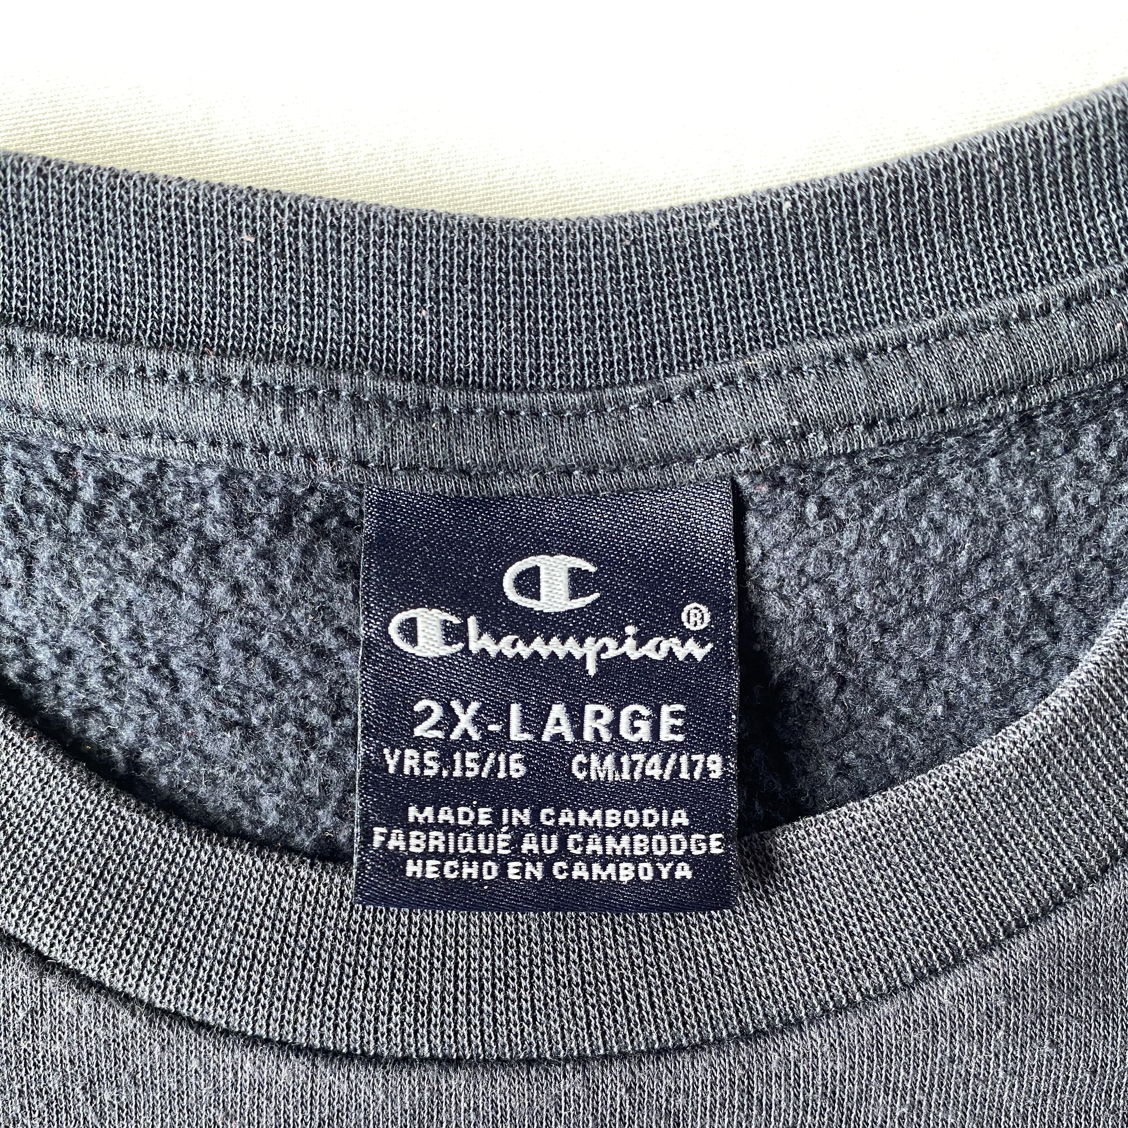 Champion®
2X-LARGE
YRS.15/16 CM.174/179
MADE IN CAMBODIA
FABRIQUÉ AU CAMBODGE
HECHO EN CAMBOYA